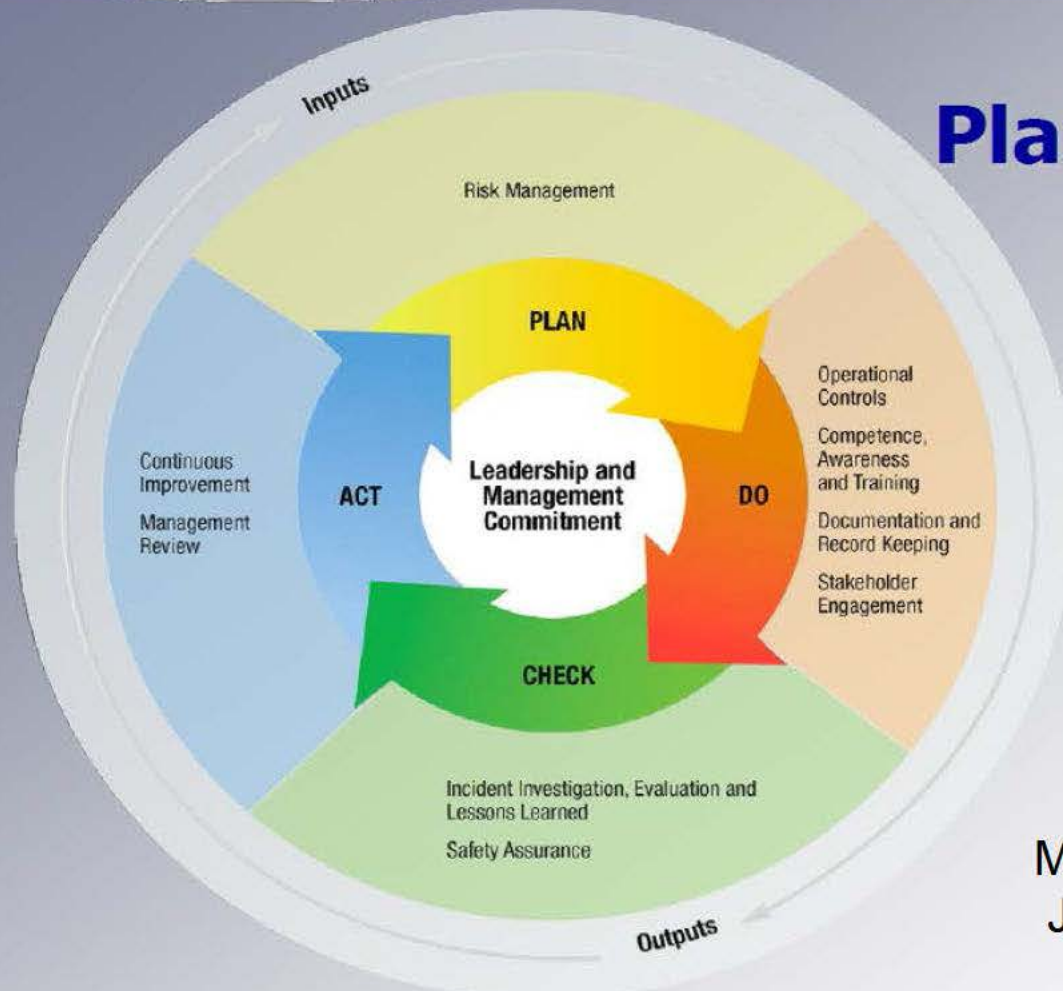 Inputs
Pla
Risk Management
PLAN
Operational
Controls
Competence,
Awareness
and Training
Documentation and
Record Keeping
Stakeholder
Engagement
DO
Leadership and
Management
Commitment
ACT
Continuous
Improvement
Management
Review
CHECK
Incident Investigation, Evaluation and
Lessons Learned
Safety Assurance
Outputs
M
J